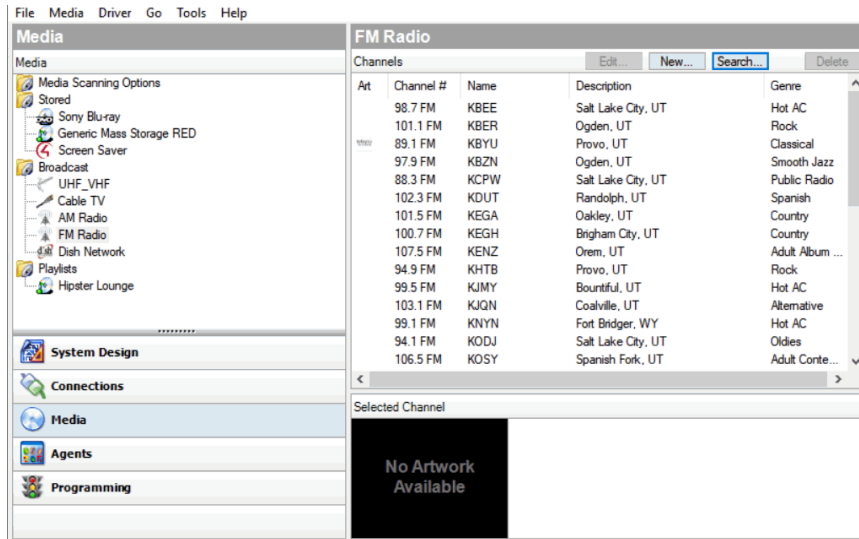 File Media Driver Go Tools Help
Media
Media
Media Scanning Options
Stored
Sony Blu-ray
Generic Mass Storage RED
Screen Saver
Broadcast
UHF_VHF
Cable TV
AM Radio
FM Radio
Dish Network
Playlists
Hipster Lounge
System Design
Connections
Media
Agents
Programming
FM Radio
Channels Edit... New... Search... Delete
Art Channel # Name Description Genre
98.7 FM KBEE Salt Lake City, UT Hot AC
101.1 FM KBER Ogden, UT Rock
89.1 FM KBYU Provo, UT Classical
97.9 FM KBZN Ogden, UT Smooth Jazz
88.3 FM KCPW Salt Lake City, UT Public Radio
102.3 FM KDUT Randolph, UT Spanish
101.5 FM KEGA Oakley, UT Country
100.7 FM KEGH Brigham City, UT Country
107.5 FM KENZ Orem, UT Adult Album ...
94.9 FM KHTB Provo, UT Rock
99.5 FM KJMY Bountiful, UT Hot AC
103.1 FM KJQN Coalville, UT Alternative
99.1 FM KNYN Fort Bridger, WY Hot AC
94.1 FM KODJ Salt Lake City, UT Oldies
106.5 FM KOSY Spanish Fork, UT Adult Conte...
Selected Channel
No Artwork
Available